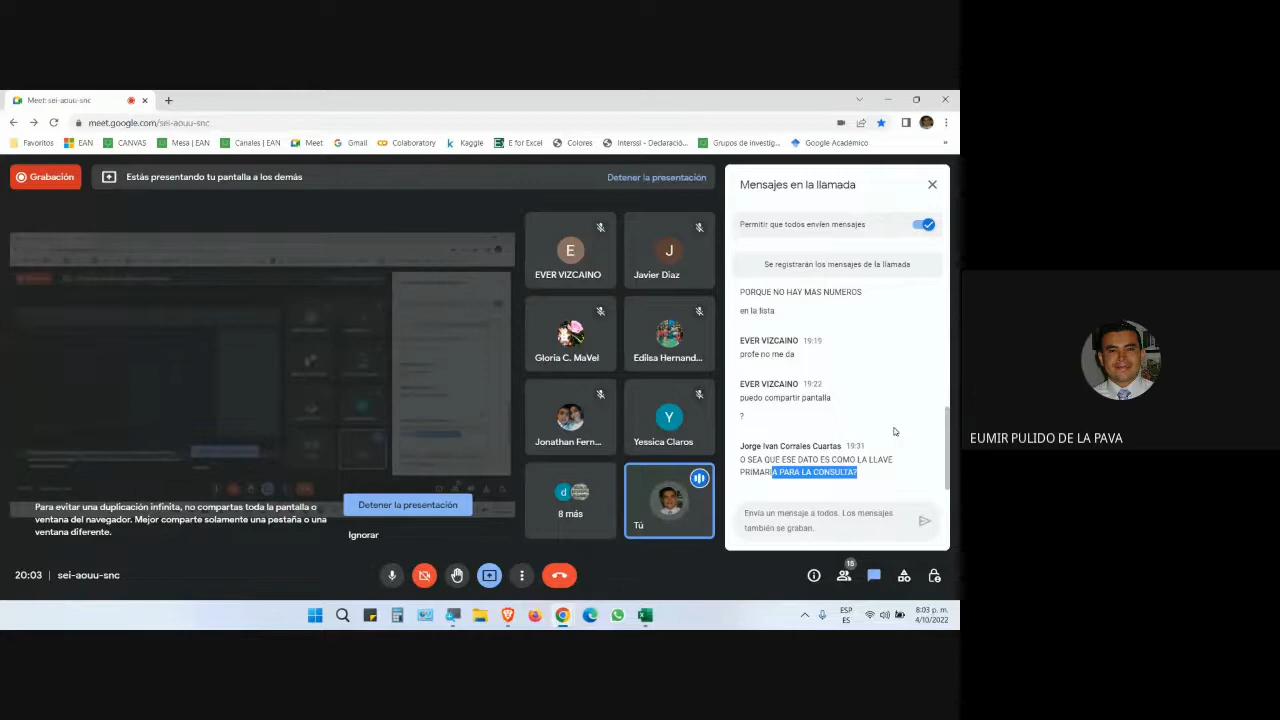 Meet: sei-aouu-snc
meet.google.com/sei-aouu-snc
Favoritos
EAN
CANVAS
Mesa | EAN
Canales | EAN
Meet
Gmail
Colaboratory
Kaggle
E for Excel
Colores
Interssi - Declaració...
Grupos de investig...
Google Académico
»
Grabación
Estás presentando tu pantalla a los demás
Detener la presentación
Mensajes en la llamada
Permitir que todos envíen mensajes
Se registrarán los mensajes de la llamada
PORQUE NO HAY MAS NUMEROS
en la lista
EVER VIZCAINO 19:19
profe no me da
EVER VIZCAINO 19:22
puedo compartir pantalla
?
Jorge Ivan Corrales Cuartas 19:31
O SEA QUE ESE DATO ES COMO LA LLAVE
PRIMARIA PARA LA CONSULTA?
Envía un mensaje a todos. Los mensajes
también se graban.
E
EVER VIZCAINO
J
Javier Diaz
Gloria C. MaVel
Edilsa Hernand...
Jonathan Fern...
Y
Yessica Claros
d
8 más
Tú
Para evitar una duplicación infinita, no compartas toda la pantalla o
ventana del navegador. Mejor comparte solamente una pestaña o una
ventana diferente.
Detener la presentación
Ignorar
20:03 | sei-aouu-snc
18
ESP
ES
8:03 p. m.
4/10/2022
EUMIR PULIDO DE LA PAVA